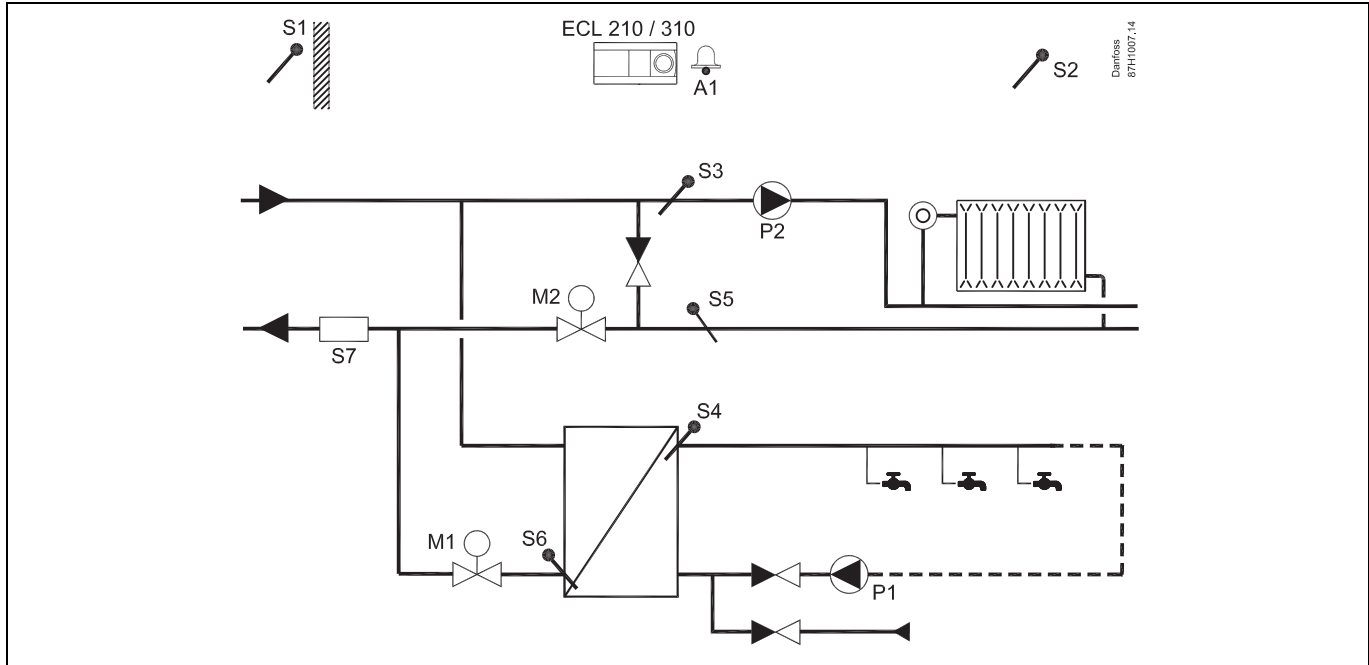 S1
ECL 210 / 310
A1
S2
Danfoss
87H1007.14
S3
P2
M2
S5
S7
S4
M1
S6
P1